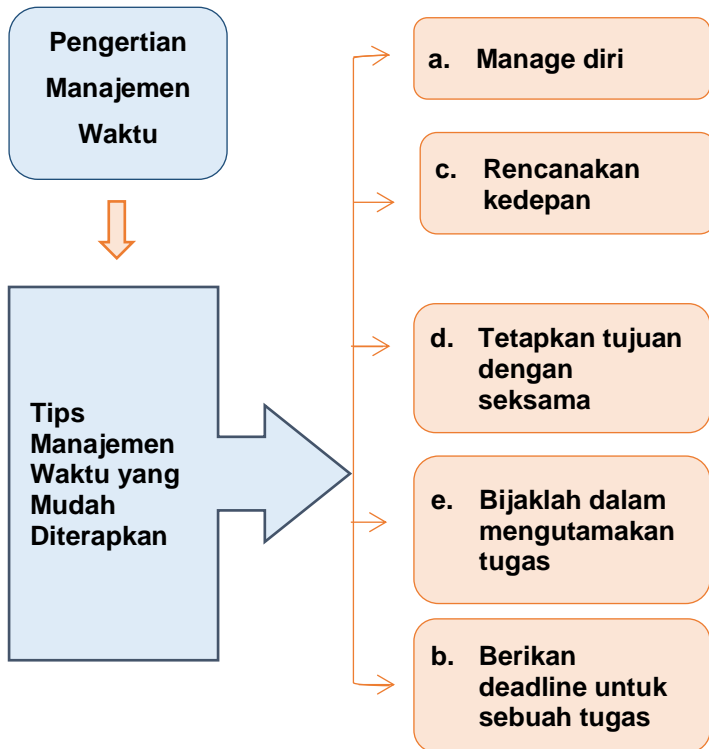 Pengertian
Manajemen
Waktu
Tips
Manajemen
Waktu yang
Mudah
Diterapkan
a. Manage diri
c. Rencanakan
kedepan
d. Tetapkan tujuan
dengan
seksama
e. Bijaklah dalam
mengutamakan
tugas
b. Berikan
deadline untuk
sebuah tugas